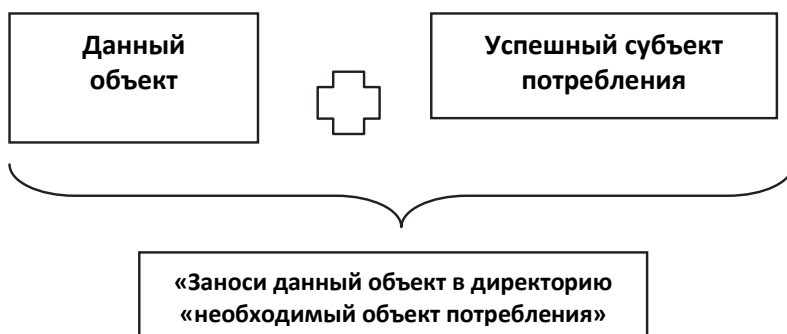 Данный
объект
Успешный субъект
потребления
«Заноси данный объект в директорию
«необходимый объект потребления»